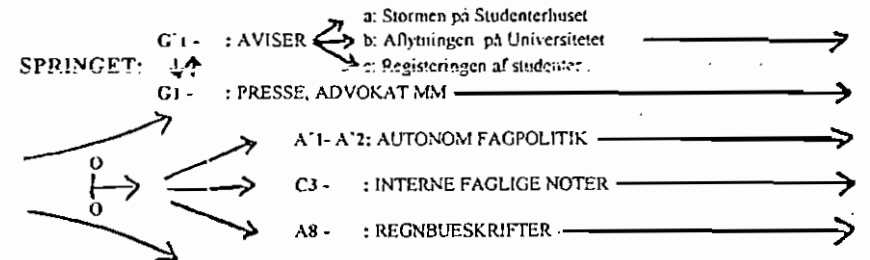 a: Stormen på Studenterhuset
G´1 - : AVISER b: Aflytningen på Universitetet
SPRINGET: c: Registeringen af studenter.
G1 - : PRESSE, ADVOKAT MM
A´1- A´2: AUTONOM FAGPOLITIK
O
C3 - : INTERNE FAGLIGE NOTER
O
A8 - : REGNBUESKRIFTER